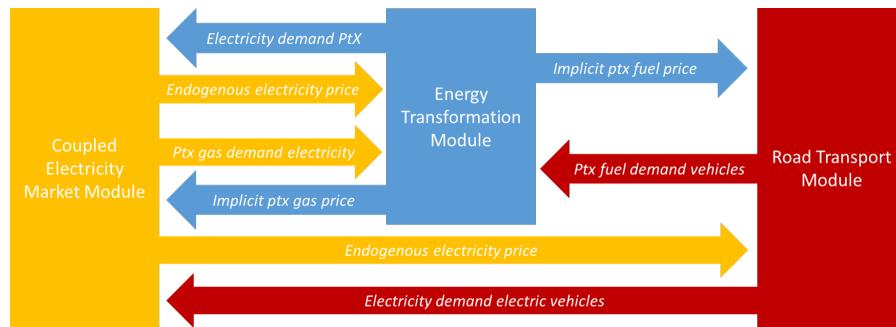 Electricity demand PtX
Implicit ptx fuel price
Endogenous electricity price
Energy
Transformation
Module
Coupled
Electricity
Market Module
Ptx gas demand electricity
Ptx fuel demand vehicles
Road Transport
Module
Implicit ptx gas price
Endogenous electricity price
Electricity demand electric vehicles